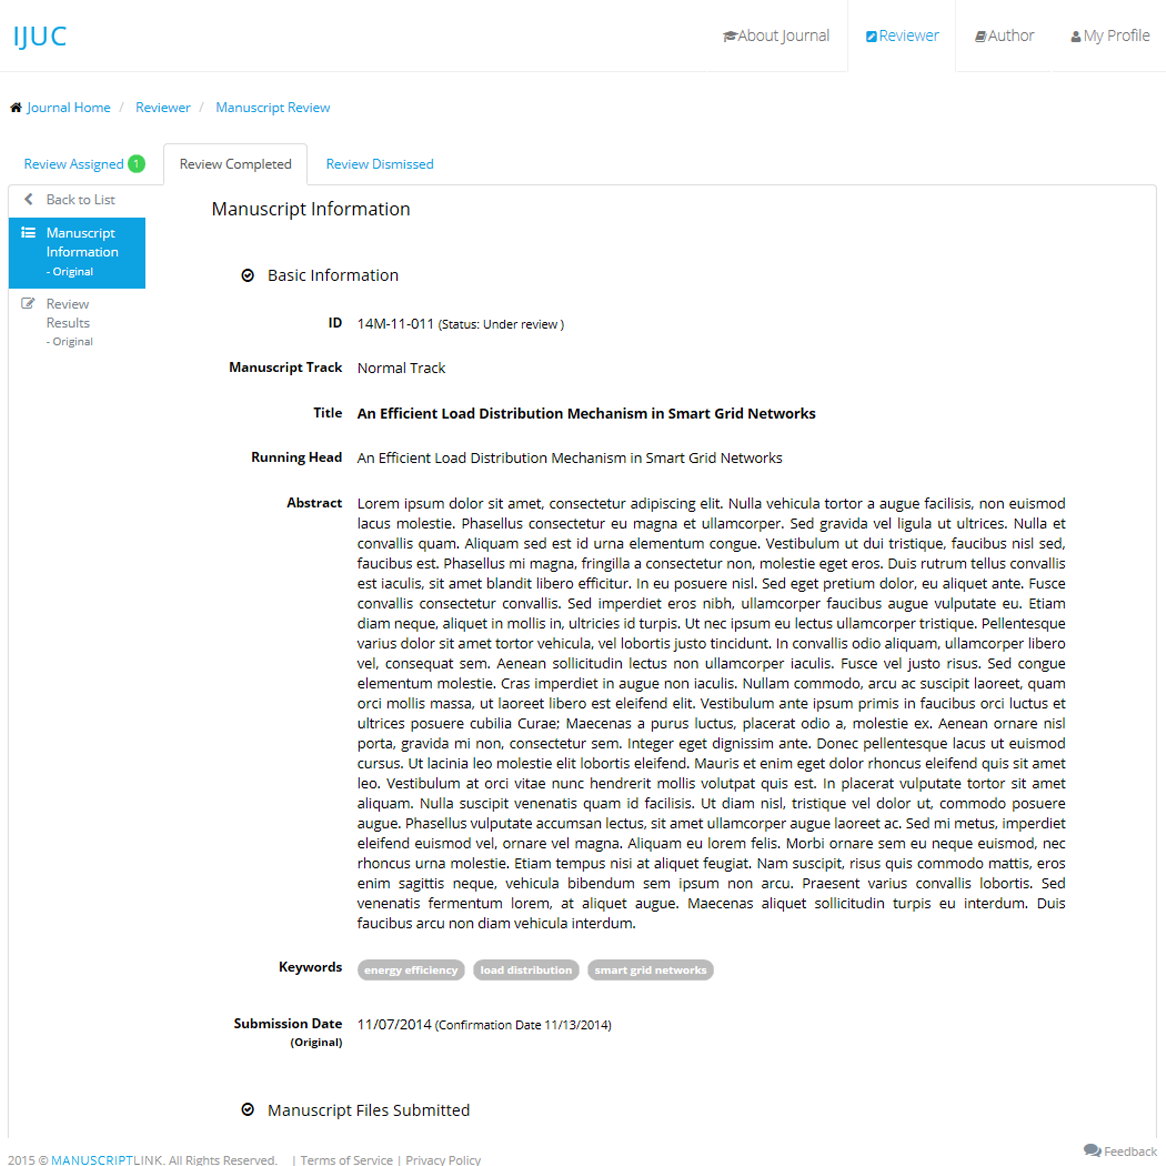 IJUC
About Journal
Reviewer
Author
My Profile
Journal Home / Reviewer / Manuscript Review
Review Assigned 1
Review Completed
Review Dismissed
Back to List
Manuscript
Information
- Original
Review
Results
- Original
Manuscript Information
Basic Information
ID 14M-11-011 (Status: Under review )
Manuscript Track Normal Track
Title An Efficient Load Distribution Mechanism in Smart Grid Networks
Running Head An Efficient Load Distribution Mechanism in Smart Grid Networks
Abstract Lorem ipsum dolor sit amet, consectetur adipiscing elit. Nulla vehicula tortor a augue facilisis, non euismod
lacus molestie. Phasellus consectetur eu magna et ullamcorper. Sed gravida vel ligula ut ultrices. Nulla et
convallis quam. Aliquam sed est id urna elementum congue. Vestibulum ut dui tristique, faucibus nisl sed,
faucibus est. Phasellus mi magna, fringilla a consectetur non, molestie eget eros. Duis rutrum tellus convallis
est iaculis, sit amet blandit libero efficitur. In eu posuere nisl. Sed eget pretium dolor, eu aliquet ante. Fusce
convallis consectetur convallis. Sed imperdiet eros nibh, ullamcorper faucibus augue vulputate eu. Etiam
diam neque, aliquet in mollis in, ultricies id turpis. Ut nec ipsum eu lectus ullamcorper tristique. Pellentesque
varius dolor sit amet tortor vehicula, vel lobortis justo tincidunt. In convallis odio aliquam, ullamcorper libero
vel, consequat sem. Aenean sollicitudin lectus non ullamcorper iaculis. Fusce vel justo risus. Sed congue
elementum molestie. Cras imperdiet in augue non iaculis. Nullam commodo, arcu ac suscipit laoreet, quam
orci mollis massa, ut laoreet libero est eleifend elit. Vestibulum ante ipsum primis in faucibus orci luctus et
ultrices posuere cubilia Curae; Maecenas a purus luctus, placerat odio a, molestie ex. Aenean ornare nisl
porta, gravida mi non, consectetur sem. Integer eget dignissim ante. Donec pellentesque lacus ut euismod
cursus. Ut lacinia leo molestie elit lobortis eleifend. Mauris et enim eget dolor rhoncus eleifend quis sit amet
leo. Vestibulum at orci vitae nunc hendrerit mollis volutpat quis est. In placerat vulputate tortor sit amet
aliquam. Nulla suscipit venenatis quam id facilisis. Ut diam nisl, tristique vel dolor ut, commodo posuere
augue. Phasellus vulputate accumsan lectus, sit amet ullamcorper augue laoreet ac. Sed mi metus, imperdiet
eleifend euismod vel, ornare vel magna. Aliquam eu lorem felis. Morbi ornare sem eu neque euismod, nec
rhoncus urna molestie. Etiam tempus nisi at aliquet feugiat. Nam suscipit, risus quis commodo mattis, eros
enim sagittis neque, vehicula bibendum sem ipsum non arcu. Praesent varius convallis lobortis. Sed
venenatis fermentum lorem, at aliquet augue. Maecenas aliquet sollicitudin turpis eu interdum. Duis
faucibus arcu non diam vehicula interdum.
Keywords energy efficiency load distribution smart grid networks
Submission Date 11/07/2014 (Confirmation Date 11/13/2014)
(Original)
Manuscript Files Submitted
Feedback
2015 © MANUSCRIPTLINK. All Rights Reserved. | Terms of Service | Privacy Policy